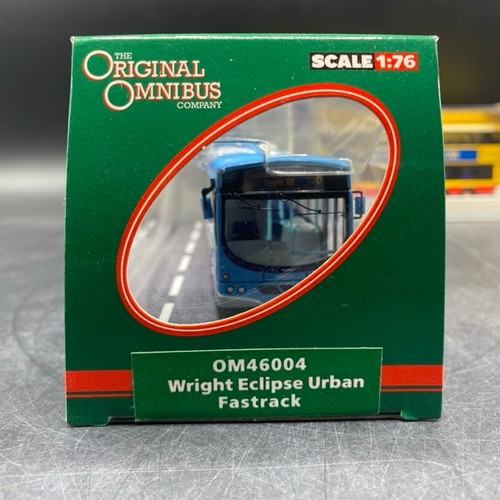 THE
ORIGINAL
OMNIBUS
COMPANY
SCALE 1:76
OM46004
Wright Eclipse Urban
Fastrack